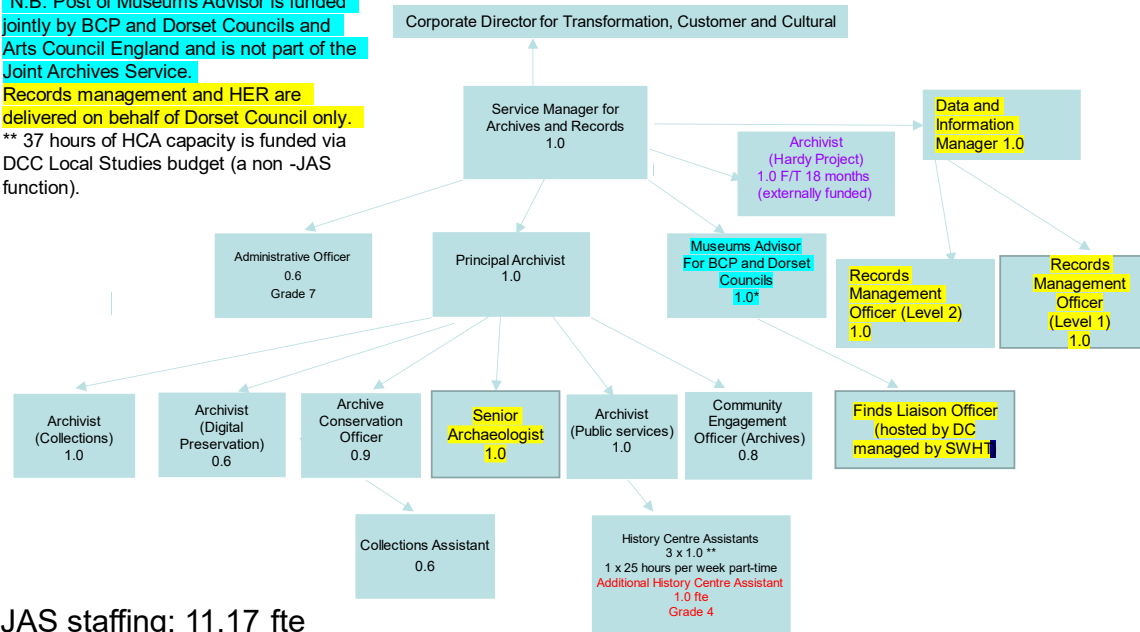 *N.B. Post of Museums Advisor is funded
jointly by BCP and Dorset Councils and
Arts Council England and is not part of the
Joint Archives Service.
Records management and HER are
delivered on behalf of Dorset Council only.
** 37 hours of HCA capacity is funded via
DCC Local Studies budget (a non -JAS
function).
Corporate Director for Transformation, Customer and Cultural
Service Manager for
Archives and Records
1.0
Data and
Information
Manager 1.0
Archivist
(Hardy Project)
1.0 F/T 18 months
(externally funded)
Administrative Officer
0.6
Grade 7
Principal Archivist
1.0
Museums Advisor
For BCP and Dorset
Councils
1.0*
Records
Management
Officer (Level 2)
1.0
Records
Management
Officer
(Level 1)
1.0
Archivist
(Collections)
1.0
Archivist
(Digital
Preservation)
0.6
Archive
Conservation
Officer
0.9
Senior
Archaeologist
1.0
Archivist
(Public services)
1.0
Community
Engagement
Officer (Archives)
0.8
Finds Liaison Officer
(hosted by DC
managed by SWHT
Collections Assistant
0.6
History Centre Assistants
3 x 1.0 **
1 x 25 hours per week part-time
Additional History Centre Assistant
1.0 fte
Grade 4
JAS staffing: 11.17 fte